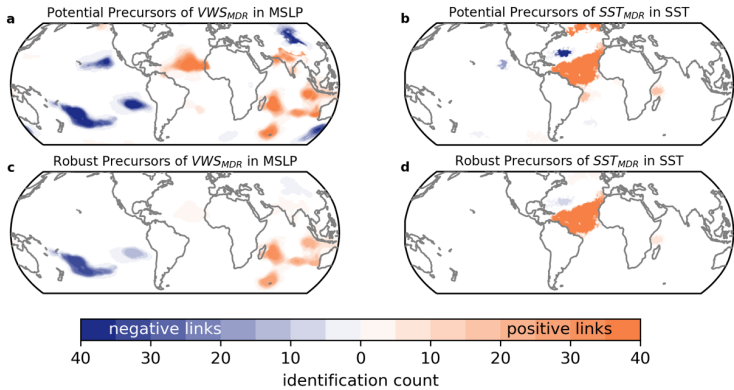 a Potential Precursors of VWS_MDR in MSLP
b Potential Precursors of SST_MDR in SST
c Robust Precursors of VWS_MDR in MSLP
d Robust Precursors of SST_MDR in SST
negative links positive links
40 30 20 10 0 10 20 30 40
identification count